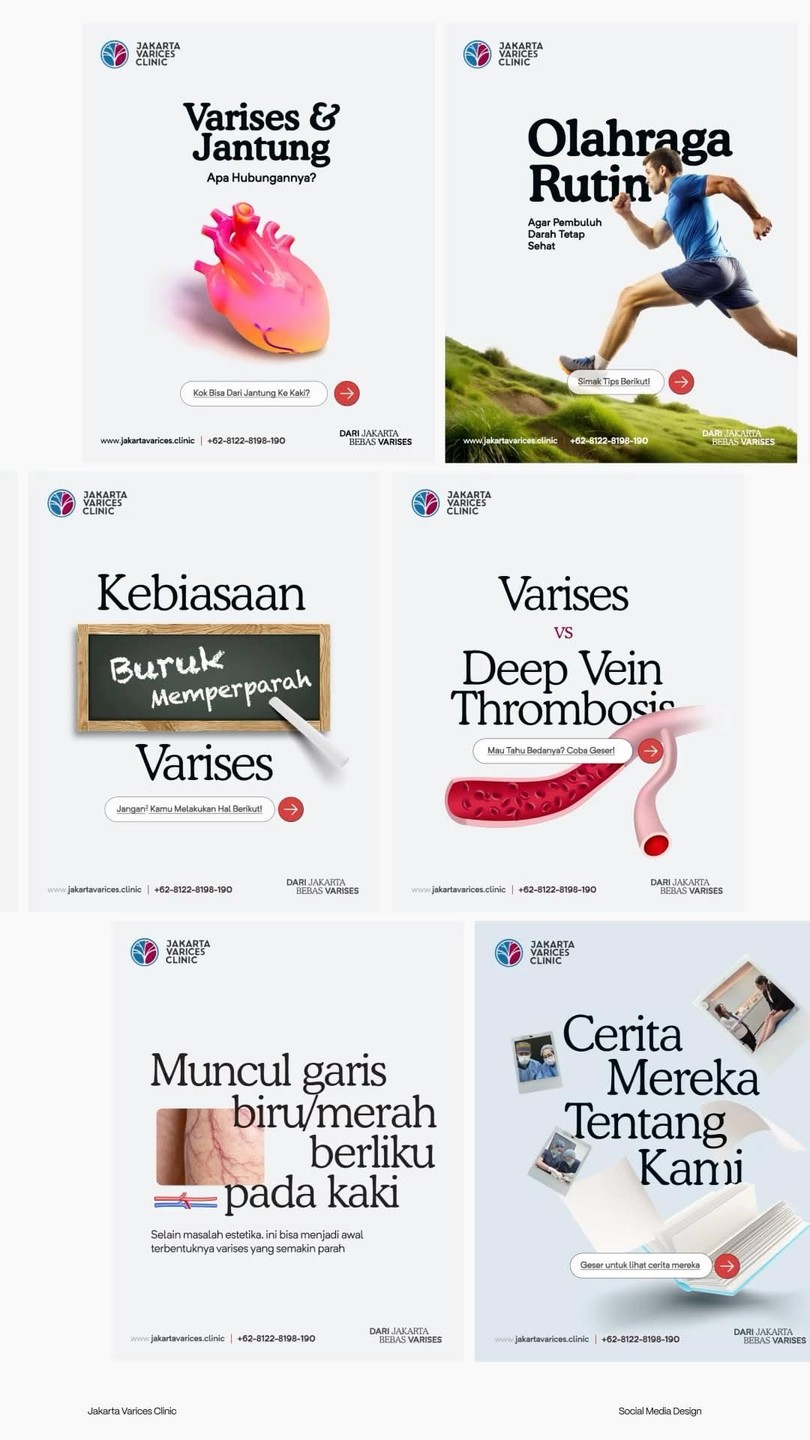 JAKARTA
VARICES
CLINIC
Varises &
Jantung
Apa Hubungannya?
Kok Bisa Dari Jantung Ke Kaki?
www.jakartavarices.clinic | +62-8122-8198-190
DARI JAKARTA
BEBAS VARISES
JAKARTA
VARICES
CLINIC
Olahraga
Rutin
Agar Pembuluh
Darah Tetap
Sehat
Simak Tips Berikut!
www.jakartavarices.clinic | +62-8122-8198-190
DARI JAKARTA
BEBAS VARISES
JAKARTA
VARICES
CLINIC
Kebiasaan
Buruk
Memperparah
Varises
Jangan² Kamu Melakukan Hal Berikut!
www.jakartavarices.clinic | +62-8122-8198-190
DARI JAKARTA
BEBAS VARISES
JAKARTA
VARICES
CLINIC
Varises
VS
Deep Vein
Thrombosis
Mau Tahu Bedanya? Coba Geser!
www.jakartavarices.clinic | +62-8122-8198-190
DARI JAKARTA
BEBAS VARISES
JAKARTA
VARICES
CLINIC
Muncul garis
biru/merah
berliku
pada kaki
Selain masalah estetika. ini bisa menjadi awal
terbentuknya varises yang semakin parah
www.jakartavarices.clinic | +62-8122-8198-190
DARI JAKARTA
BEBAS VARISES
JAKARTA
VARICES
CLINIC
Cerita
Mereka
Tentang
Kami
Geser untuk lihat cerita mereka
www.jakartavarices.clinic | +62-8122-8198-190
DARI JAKARTA
BEBAS VARISES
Jakarta Varices Clinic
Social Media Design